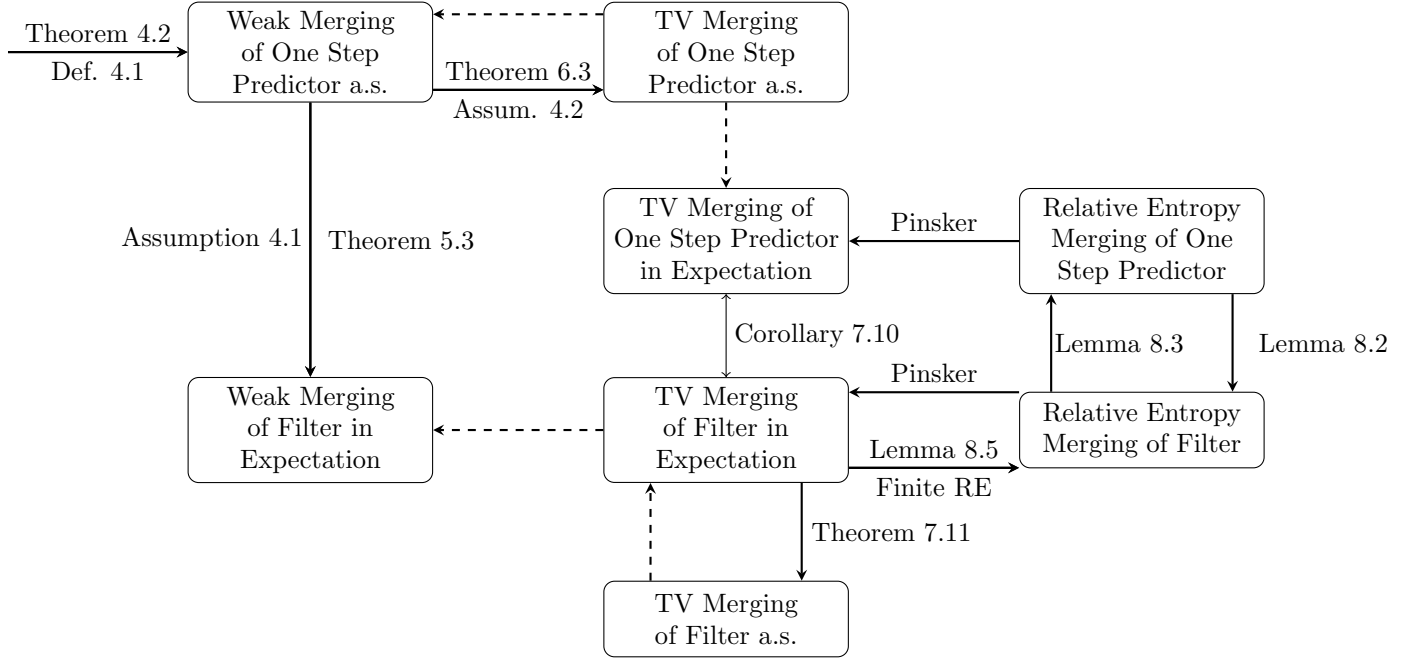 Theorem 4.2
Def. 4.1
Weak Merging
of One Step
Predictor a.s.
Theorem 6.3
Assum. 4.2
TV Merging
of One Step
Predictor a.s.
Assumption 4.1
Theorem 5.3
TV Merging of
One Step Predictor
in Expectation
Pinsker
Relative Entropy
Merging of One
Step Predictor
Corollary 7.10
Lemma 8.3
Lemma 8.2
Weak Merging
of Filter in
Expectation
TV Merging
of Filter in
Expectation
Pinsker
Lemma 8.5
Finite RE
Relative Entropy
Merging of Filter
Theorem 7.11
TV Merging
of Filter a.s.